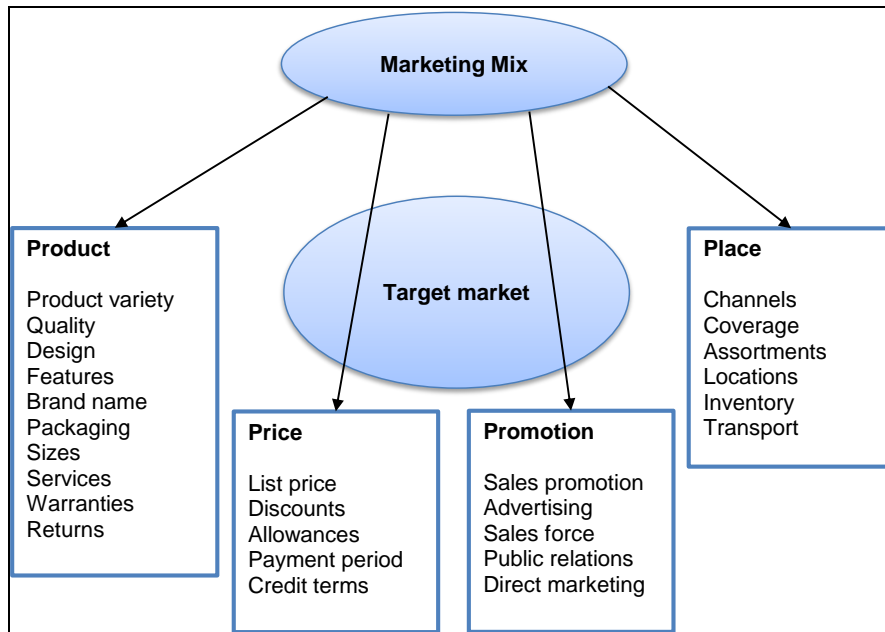 Marketing Mix
Target market
Product
Product variety
Quality
Design
Features
Brand name
Packaging
Sizes
Services
Warranties
Returns
Price
List price
Discounts
Allowances
Payment period
Credit terms
Promotion
Sales promotion
Advertising
Sales force
Public relations
Direct marketing
Place
Channels
Coverage
Assortments
Locations
Inventory
Transport